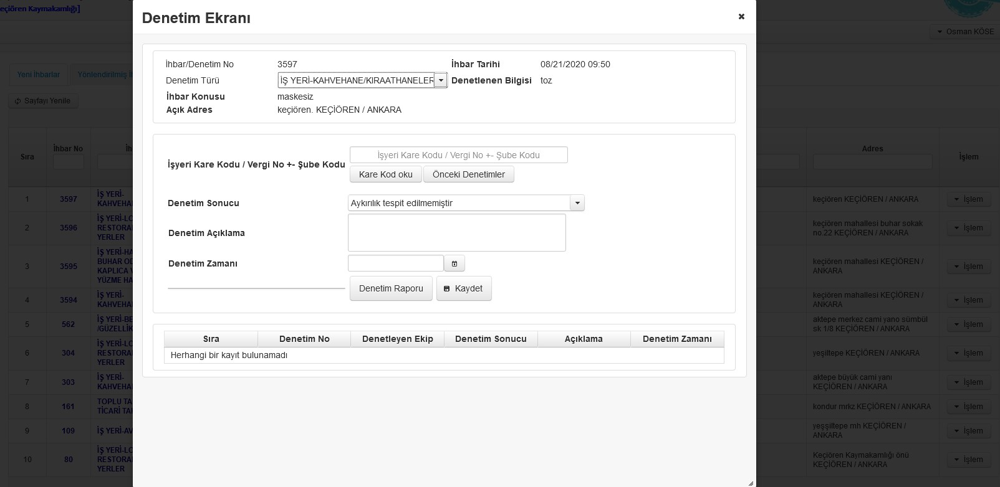 eçiören Kaymakamlığı]
Denetim Ekranı
Osman KÖSE
Yeni İhbarlar
Yönlendirilmiş İ
Sayfayı Yenile
İhbar/Denetim No 3597 İhbar Tarihi 08/21/2020 09:50
Denetim Türü İŞ YERİ-KAHVEHANE/KIRAATHANELER Denetlenen Bilgisi toz
İhbar Konusu maskesiz
Açık Adres keçiören. KEÇİÖREN / ANKARA
İşyeri Kare Kodu / Vergi No +- Şube Kodu
İşyeri Kare Kodu / Vergi No +- Şube Kodu
Kare Kod oku Önceki Denetimler
Denetim Sonucu Aykırılık tespit edilmemiştir
Denetim Açıklama
Denetim Zamanı
Denetim Raporu Kaydet
Sıra Denetim No Denetleyen Ekip Denetim Sonucu Açıklama Denetim Zamanı
Herhangi bir kayıt bulunamadı
Sıra İhbar No İh Adres İşlem
1 3597 İŞ YERİ- KAHVEHA keçiören KEÇİÖREN / ANKARA İşlem
2 3596 İŞ YERİ-LO RESTORA YERLER keçiören mahallesi buhar sokak no.22 KEÇİÖREN / ANKARA İşlem
3 3595 İŞ YERİ-HA BUHAR OD KAPLICA V YÜZME HA keçiören mahallesi KEÇİÖREN / ANKARA İşlem
4 3594 İŞ YERİ- KAHVEHA keçiören mahallesi KEÇİÖREN / ANKARA İşlem
5 562 İŞ YERİ-BE /GÜZELLİK aktepe merkez cami yano sümbül sk 1/8 KEÇİÖREN / ANKARA İşlem
6 304 İŞ YERİ-LO RESTORA YERLER yeşiltepe KEÇİÖREN / ANKARA İşlem
7 303 İŞ YERİ- KAHVEHA aktepe büyük cami yanı KEÇİÖREN / ANKARA İşlem
8 161 TOPLU TA TİCARİ TA kondur mrkz KEÇİÖREN / ANKARA İşlem
9 109 İŞ YERİ-AV yeşşiltepe mh KEÇİÖREN / ANKARA İşlem
10 80 İŞ YERİ-LO RESTORA YERLER Keçiören Kaymakamlığı önü KEÇİÖREN / ANKARA İşlem